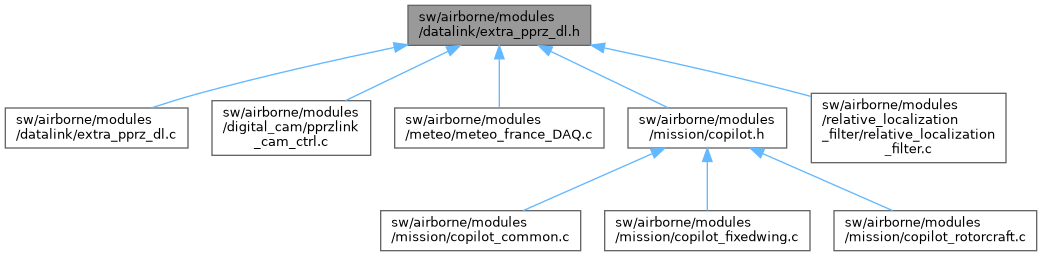 sw/airborne/modules
/datalink/extra_pprz_dl.h
sw/airborne/modules
/datalink/extra_pprz_dl.c
sw/airborne/modules
/digital_cam/pprzlink
_cam_ctrl.c
sw/airborne/modules
/meteo/meteo_france_DAQ.c
sw/airborne/modules
/mission/copilot.h
sw/airborne/modules
/relative_localization
_filter/relative_localization
_filter.c
sw/airborne/modules
/mission/copilot_common.c
sw/airborne/modules
/mission/copilot_fixedwing.c
sw/airborne/modules
/mission/copilot_rotorcraft.c